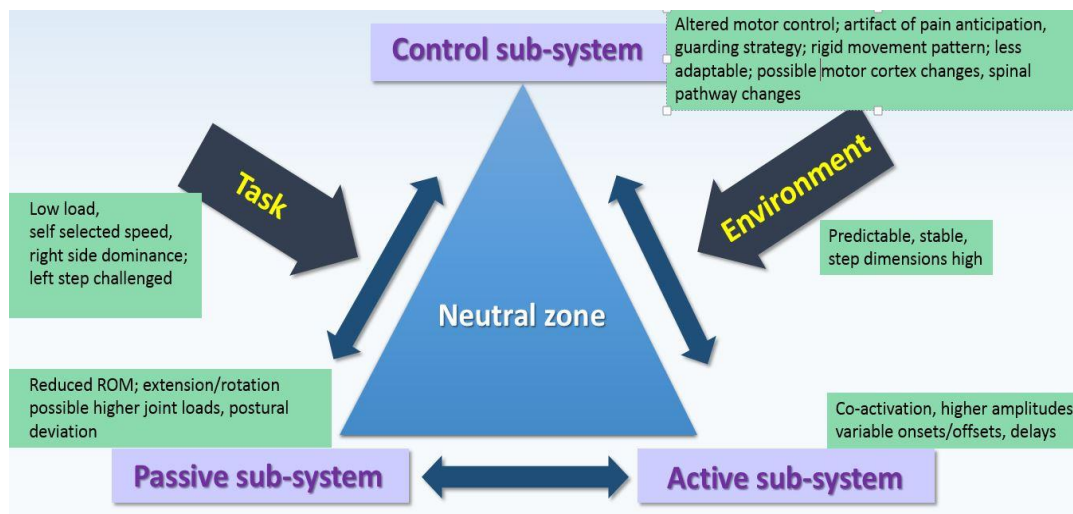 Control sub-system
Altered motor control; artifact of pain anticipation,
guarding strategy; rigid movement pattern; less
adaptable; possible motor cortex changes, spinal
pathway changes
Task
Environment
Low load,
self selected speed,
right side dominance;
left step challenged
Predictable, stable,
step dimensions high
Neutral zone
Reduced ROM; extension/rotation
possible higher joint loads, postural
deviation
Co-activation, higher amplitudes
variable onsets/offsets, delays
Passive sub-system
Active sub-system